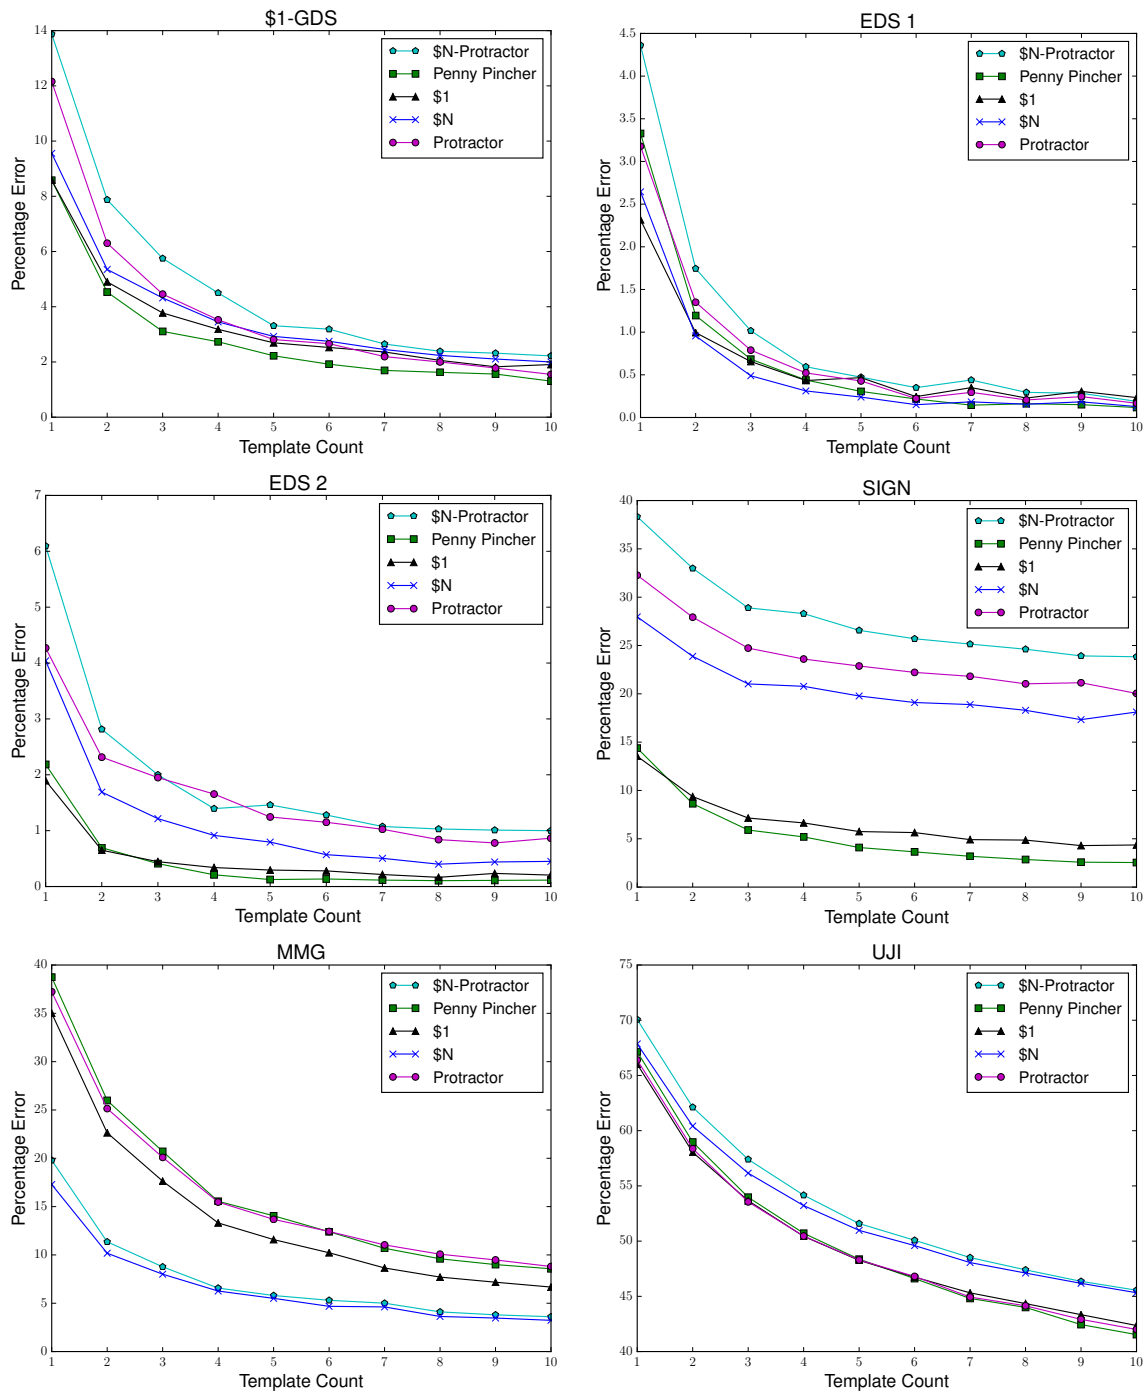 $1-GDS
14
12
10
8
6
4
2
0
Percentage Error
$N-Protractor
Penny Pincher
$1
$N
Protractor
1 2 3 4 5 6 7 8 9 10
Template Count
EDS 1
4.5
4.0
3.5
3.0
2.5
2.0
1.5
1.0
0.5
0.0
Percentage Error
$N-Protractor
Penny Pincher
$1
$N
Protractor
1 2 3 4 5 6 7 8 9 10
Template Count
EDS 2
7
6
5
4
3
2
1
0
Percentage Error
$N-Protractor
Penny Pincher
$1
$N
Protractor
1 2 3 4 5 6 7 8 9 10
Template Count
SIGN
40
35
30
25
20
15
10
5
0
Percentage Error
$N-Protractor
Penny Pincher
$1
$N
Protractor
1 2 3 4 5 6 7 8 9 10
Template Count
MMG
40
35
30
25
20
15
10
5
0
Percentage Error
$N-Protractor
Penny Pincher
$1
$N
Protractor
1 2 3 4 5 6 7 8 9 10
Template Count
UJI
75
70
65
60
55
50
45
40
Percentage Error
$N-Protractor
Penny Pincher
$1
$N
Protractor
1 2 3 4 5 6 7 8 9 10
Template Count